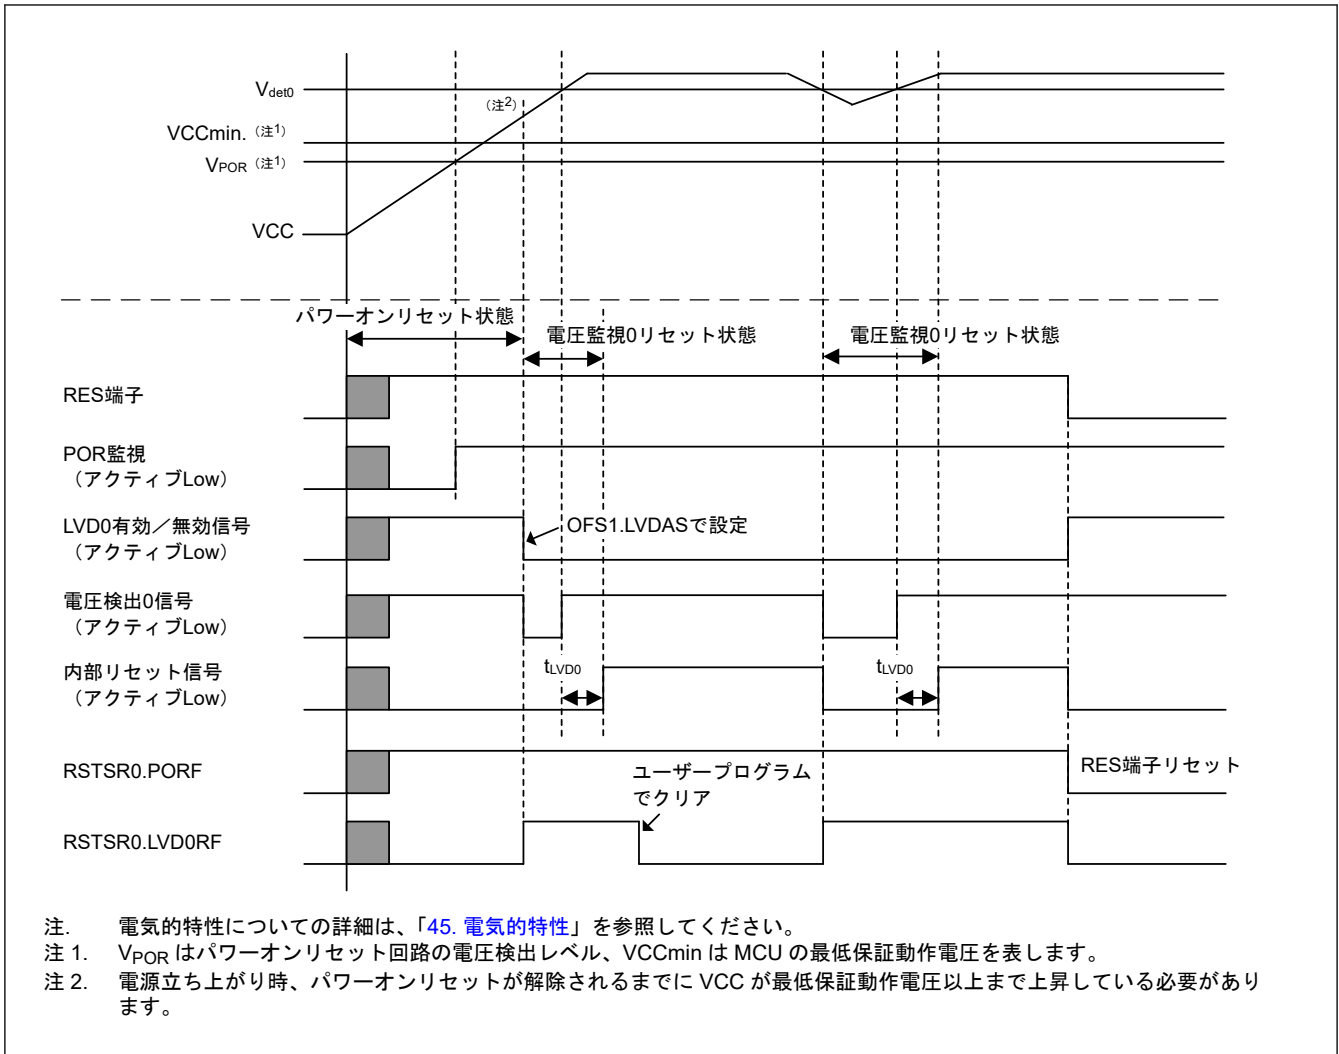 Vdet0
（注2）
VCCmin.（注1）
VPOR（注1）
VCC
パワーオンリセット状態
電圧監視0リセット状態
電圧監視0リセット状態
RES端子
POR監視
（アクティブLow）
LVD0有効／無効信号
（アクティブLow）
OFS1.LVDASで設定
電圧検出0信号
（アクティブLow）
内部リセット信号
（アクティブLow）
tLVD0
tLVD0
RSTSR0.PORF
ユーザープログラム
でクリア
RES端子リセット
RSTSR0.LVD0RF
注. 電気的特性についての詳細は、「45. 電気的特性」を参照してください。
注 1. VPOR はパワーオンリセット回路の電圧検出レベル、VCCmin は MCU の最低保証動作電圧を表します。
注 2. 電源立ち上がり時、パワーオンリセットが解除されるまでに VCC が最低保証動作電圧以上まで上昇している必要があり
ます。